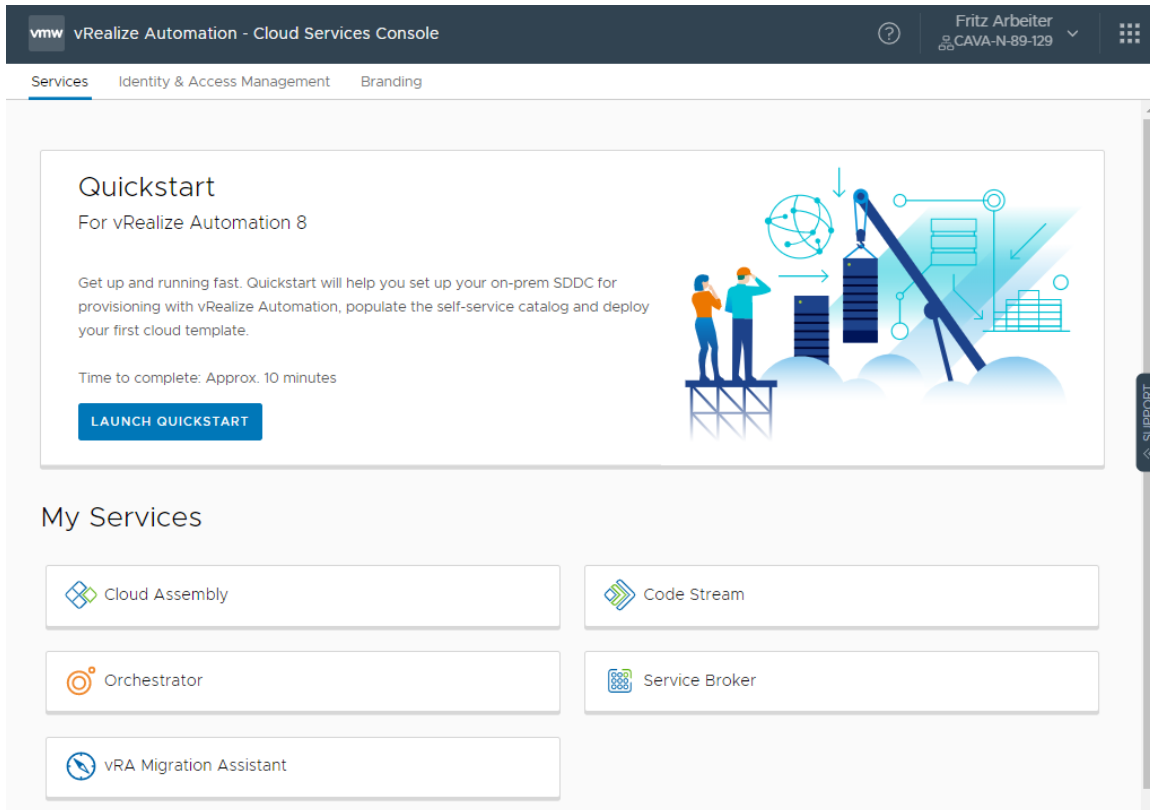 vmw vRealize Automation - Cloud Services Console
Fritz Arbeiter
CAVA-N-89-129
Services Identity & Access Management Branding
Quickstart
For vRealize Automation 8
Get up and running fast. Quickstart will help you set up your on-prem SDDC for
provisioning with vRealize Automation, populate the self-service catalog and deploy
your first cloud template.
Time to complete: Approx. 10 minutes
LAUNCH QUICKSTART
SUPPORT
My Services
Cloud Assembly
Code Stream
Orchestrator
Service Broker
vRA Migration Assistant